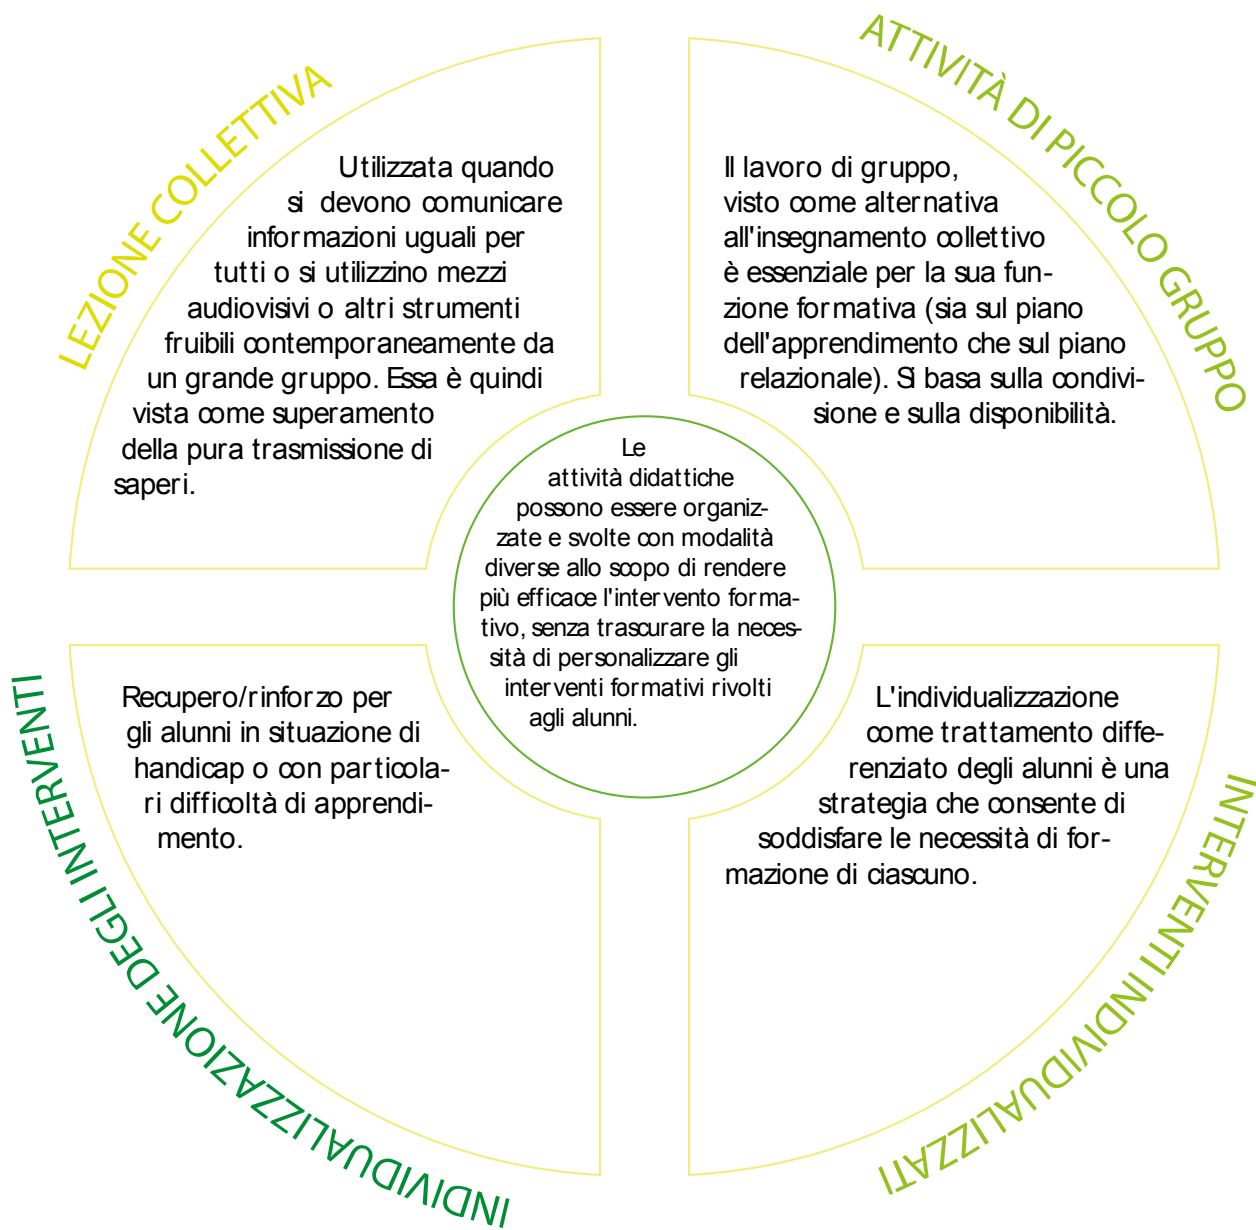 LEZIONE COLLETTIVA
Utilizzata quando
si devono comunicare
informazioni uguali per
tutti o si utilizzino mezzi
audiovisivi o altri strumenti
fruibili contemporaneamente da
un grande gruppo. Essa è quindi
vista come superamento
della pura trasmissione di
saperi.
ATTIVITÀ DI PICCOLO GRUPPO
Il lavoro di gruppo,
visto come alternativa
all'insegnamento collettivo
è essenziale per la sua fun-
zione formativa (sia sul piano
dell'apprendimento che sul piano
relazionale). Si basa sulla condivi-
sione e sulla disponibilità.
Le
attività didattiche
possono essere organiz-
zate e svolte con modalità
diverse allo scopo di rendere
più efficace l'intervento forma-
tivo, senza trascurare la neces-
sità di personalizzare gli
interventi formativi rivolti
agli alunni.
INDIVIDUALIZZAZIONE DEGLI INTERVENTI
Recupero/rinforzo per
gli alunni in situazione di
handicap o con particola-
ri difficoltà di apprendi-
mento.
INTERVENTI INDIVIDUALIZZATI
L'individualizzazione
come trattamento diffe-
renziato degli alunni è una
strategia che consente di
soddisfare le necessità di for-
mazione di ciascuno.